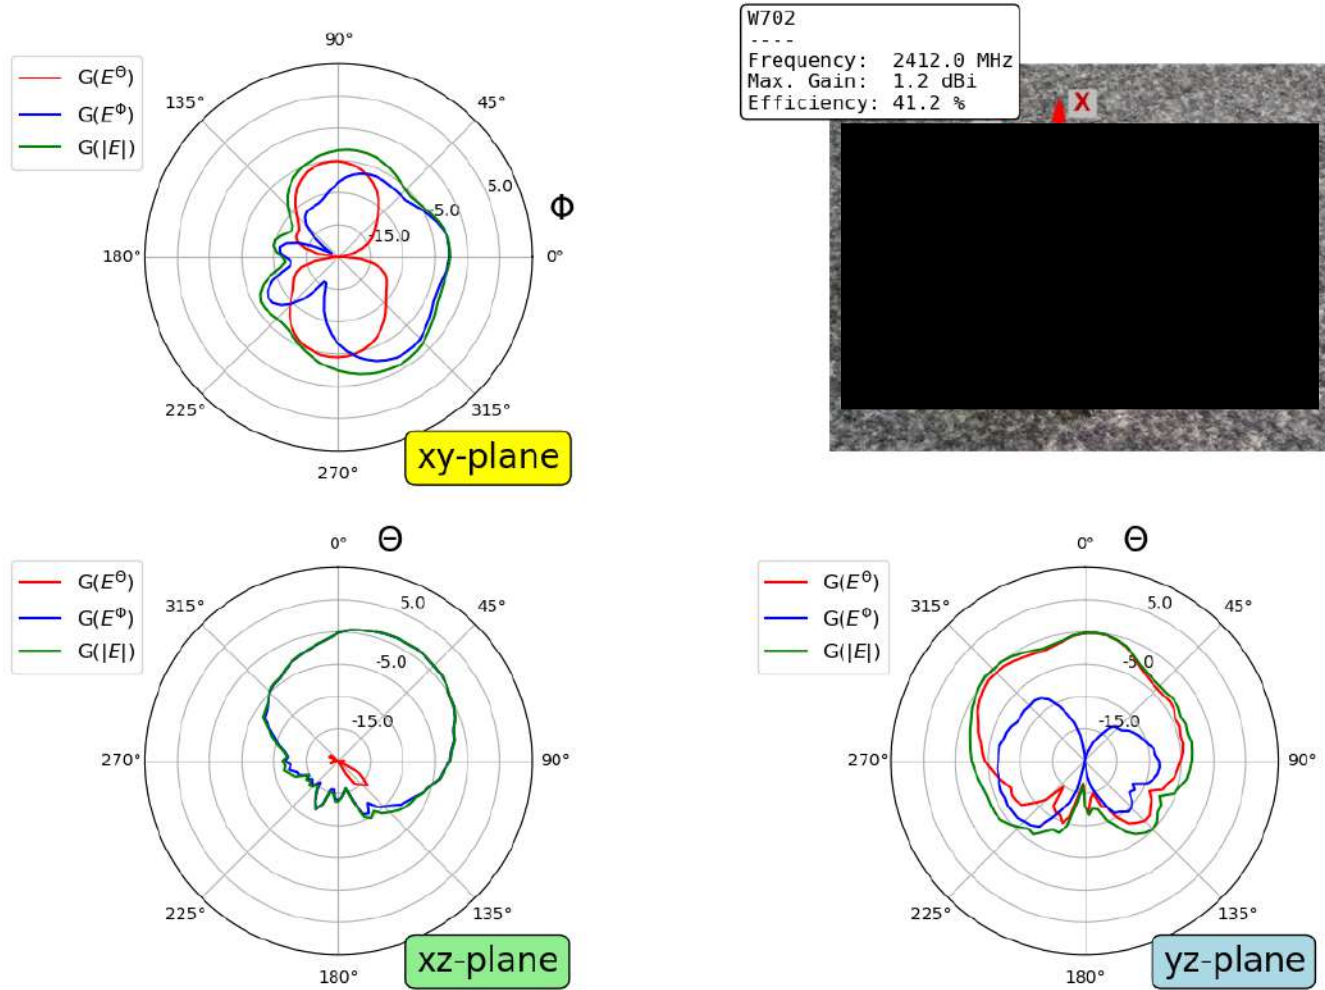 90°
G(E^Θ)
G(E^Φ)
G(|E|)
135°
45°
5.0
-5.0
-15.0
Φ
180°
0°
225°
315°
270°
xy-plane
W702
----
Frequency: 2412.0 MHz
Max. Gain: 1.2 dBi
Efficiency: 41.2 %
X
0°
Θ
G(E^Θ)
G(E^Φ)
G(|E|)
315°
45°
5.0
-5.0
-15.0
270°
90°
225°
135°
180°
xz-plane
0°
Θ
G(E^Θ)
G(E^Φ)
G(|E|)
315°
45°
5.0
-5.0
-15.0
270°
90°
225°
135°
180°
yz-plane